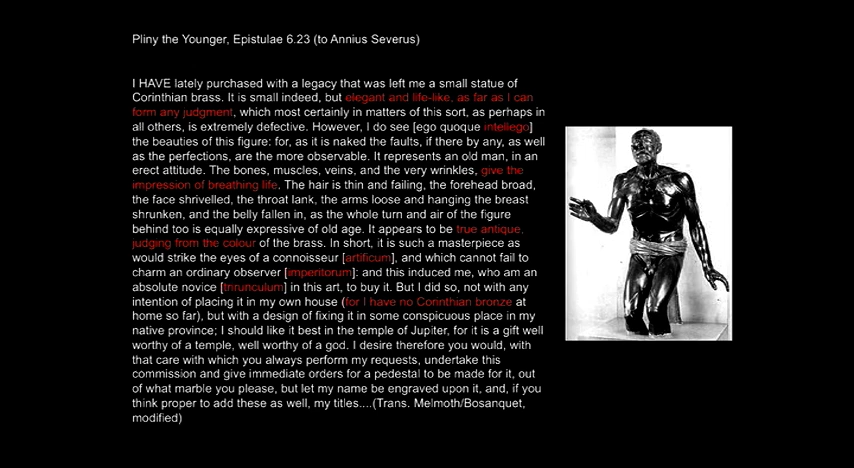 Pliny the Younger, Epistulae 6.23 (to Annius Severus)
I HAVE lately purchased with a legacy that was left me a small statue of
Corinthian brass. It is small indeed, but elegant and life-like, as far as I can
form any judgment, which most certainly in matters of this sort, as perhaps in
all others, is extremely defective. However, I do see [ego quoque intellego]
the beauties of this figure: for, as it is naked the faults, if there by any, as well
as the perfections, are the more observable. It represents an old man, in an
erect attitude. The bones, muscles, veins, and the very wrinkles, give the
impression of breathing life. The hair is thin and failing, the forehead broad,
the face shrivelled, the throat lank, the arms loose and hanging the breast
shrunken, and the belly fallen in, as the whole turn and air of the figure
behind too is equally expressive of old age. It appears to be true antique,
judging from the colour of the brass. In short, it is such a masterpiece as
would strike the eyes of a connoisseur [artificum], and which cannot fail to
charm an ordinary observer [imperitorum]: and this induced me, who am an
absolute novice [trirunculum] in this art, to buy it. But I did so, not with any
intention of placing it in my own house (for I have no Corinthian bronze at
home so far), but with a design of fixing it in some conspicuous place in my
native province; I should like it best in the temple of Jupiter, for it is a gift well
worthy of a temple, well worthy of a god. I desire therefore you would, with
that care with which you always perform my requests, undertake this
commission and give immediate orders for a pedestal to be made for it, out
of what marble you please, but let my name be engraved upon it, and, if you
think proper to add these as well, my titles....(Trans. Melmoth/Bosanquet,
modified)